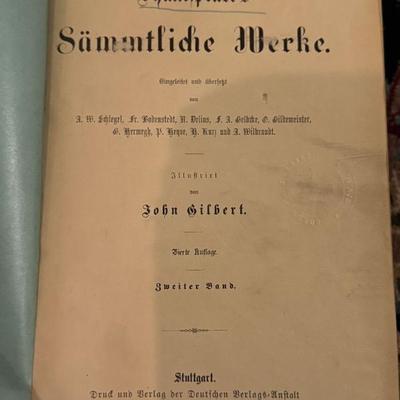 Shakespeare's
Sämmtliche Werke.
Eingeleitet und übersetzt
von
A. W. Schlegel, Fr. Bodenstedt, N. Delius, F. A. Gelbcke, O. Gildemeister,
G. Herwegh, P. Heyse, H. Kurz und A. Wilbrandt.
Illustrirt
von
John Gilbert.
Vierte Auflage.
Zweiter Band.
Stuttgart.
Druck und Verlag der Deutschen Verlags-Anstalt